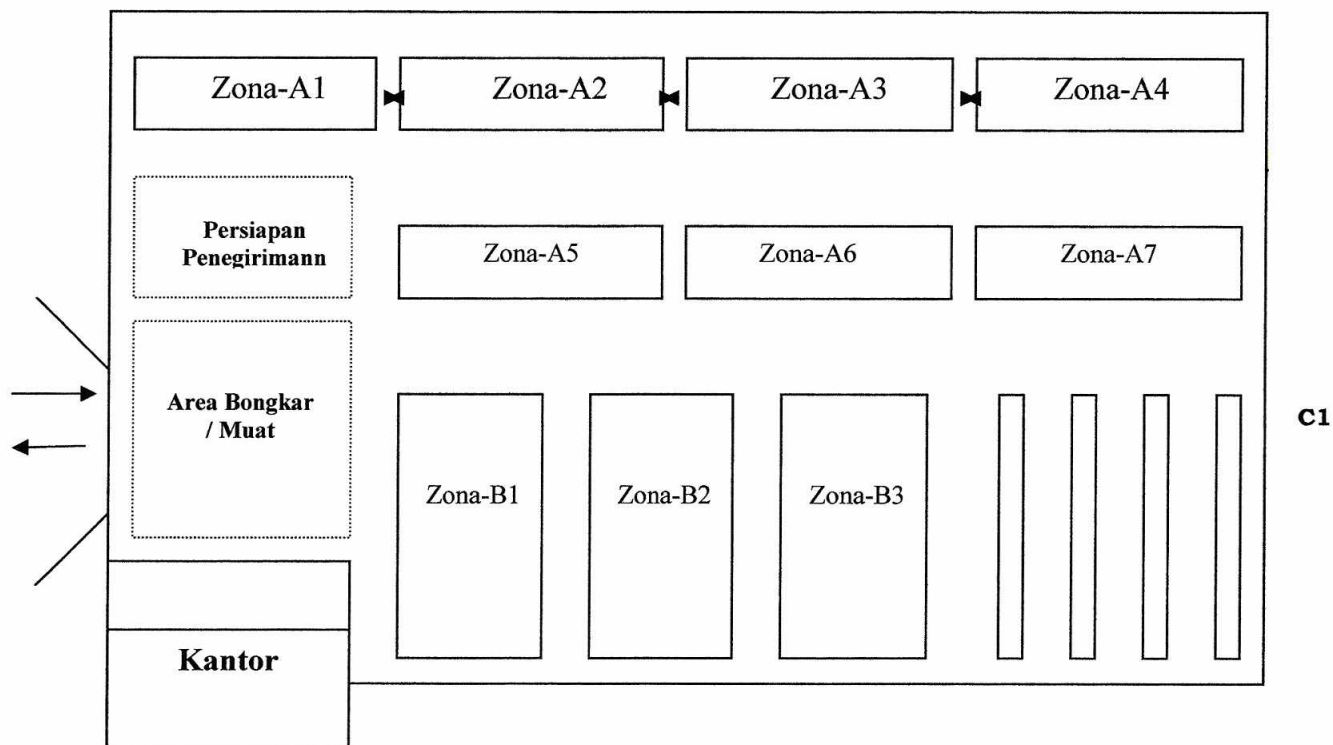 Zona-A1
Zona-A2
Zona-A3
Zona-A4
Persiapan
Penegirimann
Zona-A5
Zona-A6
Zona-A7
Area Bongkar
/ Muat
C1
Zona-B1
Zona-B2
Zona-B3
Kantor